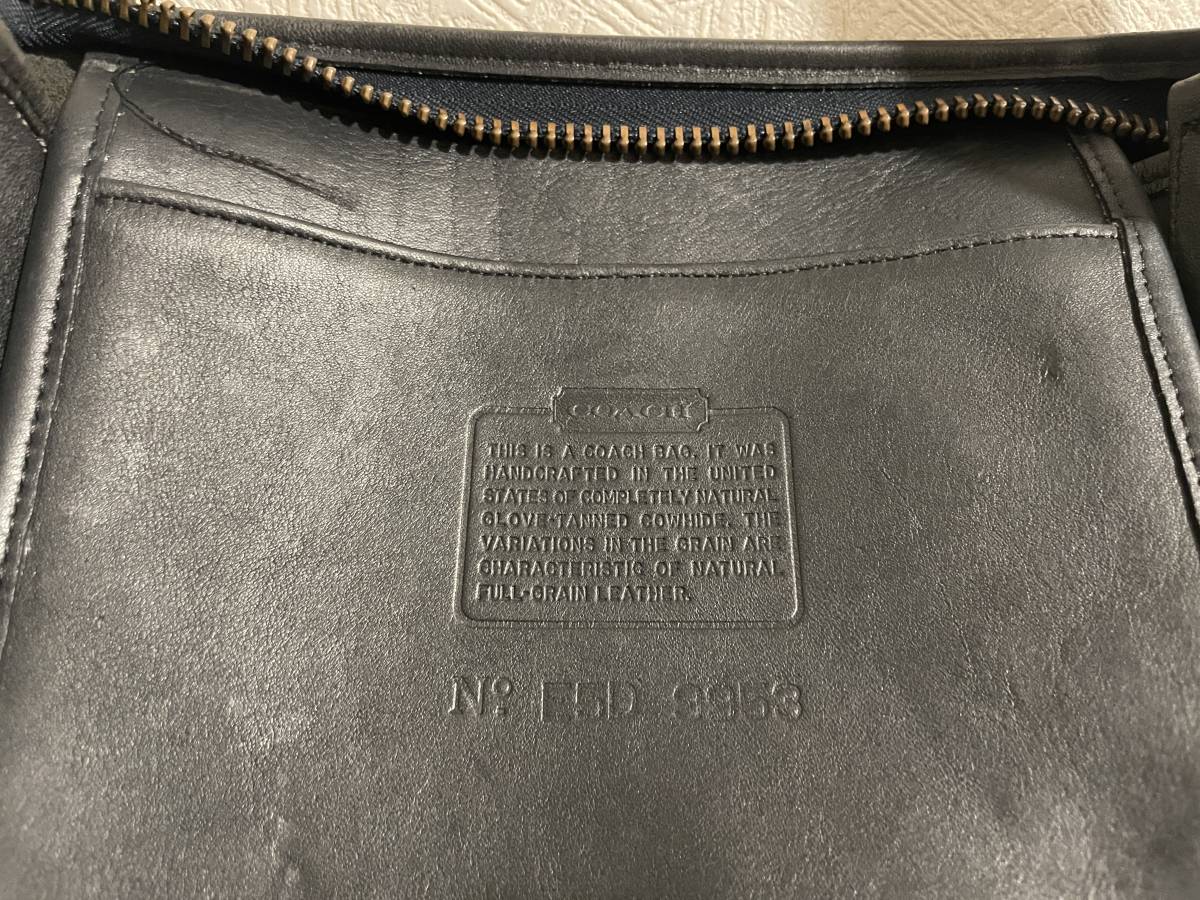 COACH
THIS IS A COACH BAG. IT WAS
HANDCRAFTED IN THE UNITED
STATES OF COMPLETELY NATURAL
GLOVE-TANNED COWHIDE. THE
VARIATIONS IN THE GRAIN ARE
CHARACTERISTIC OF NATURAL
FULL-GRAIN LEATHER.
No E5D 9953